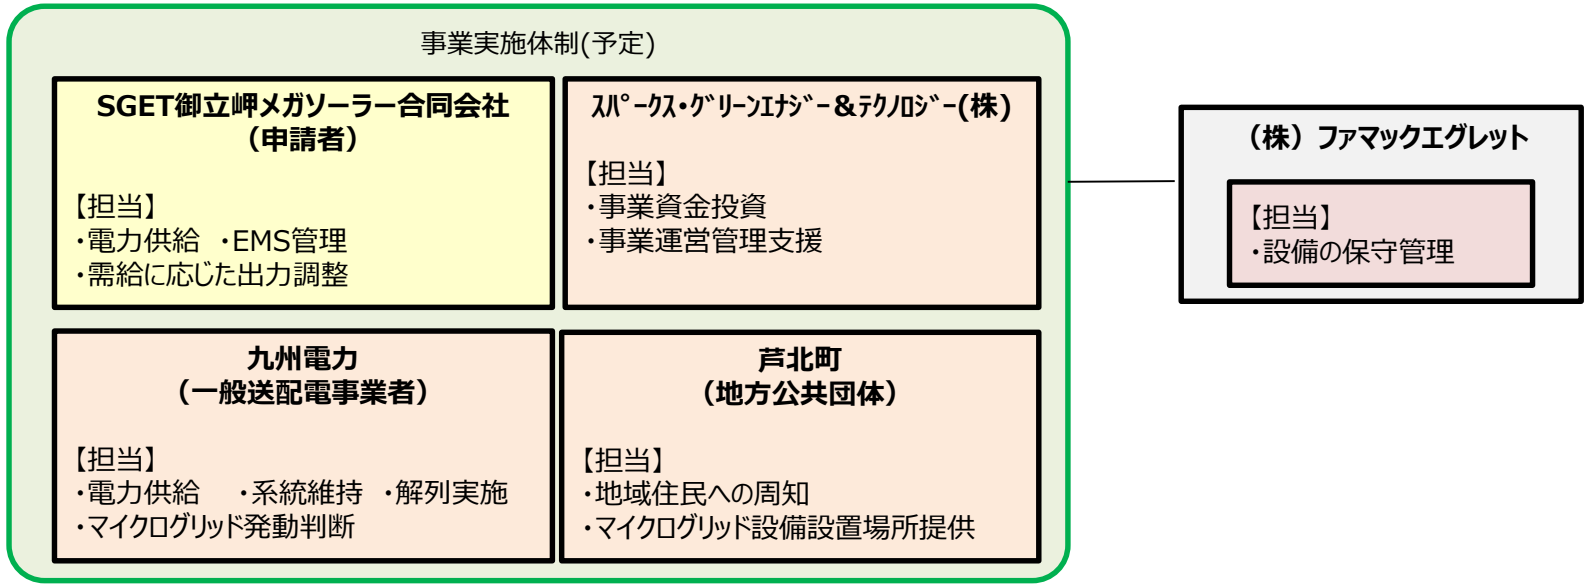 事業実施体制(予定)
SGET御立岬メガソーラー合同会社
（申請者）
【担当】
・電力供給 ・EMS管理
・需給に応じた出力調整
ｽﾊﾟｰｸｽ・ｸﾞﾘｰﾝｴﾅｼﾞｰ＆ﾃｸﾉﾛｼﾞｰ(株)
【担当】
・事業資金投資
・事業運営管理支援
九州電力
（一般送配電事業者）
【担当】
・電力供給 ・系統維持 ・解列実施
・マイクログリッド発動判断
芦北町
（地方公共団体）
【担当】
・地域住民への周知
・マイクログリッド設備設置場所提供
（株）ファマックエグレット
【担当】
・設備の保守管理